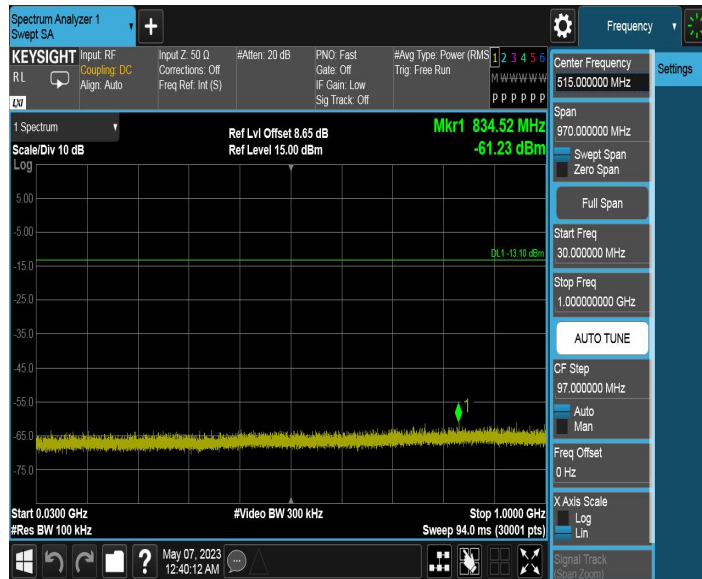 Spectrum Analyzer 1
Swept SA
Frequency
KEYSIGHT
RL
LXI
Input: RF
Coupling: DC
Align: Auto
Input Z: 50 Ω
Corrections: Off
Freq Ref: Int (S)
#Atten: 20 dB
PNO: Fast
Gate: Off
IF Gain: Low
Sig Track: Off
#Avg Type: Power (RMS
Trig: Free Run
1 2 3 4 5 6
M W W W W W
P P P P P P
Center Frequency
515.000000 MHz
Settings
Span
970.000000 MHz
Swept Span
Zero Span
Full Span
Start Freq
30.000000 MHz
Stop Freq
1.000000000 GHz
AUTO TUNE
CF Step
97.000000 MHz
Auto
Man
Freq Offset
0 Hz
X Axis Scale
Log
Lin
Signal Track
(Span Zoom)
1 Spectrum
Scale/Div 10 dB
Ref Lvl Offset 8.65 dB
Ref Level 15.00 dBm
Mkr1 834.52 MHz
-61.23 dBm
Log
5.00
-5.00
DL1 -13.10 dBm
-15.0
-25.0
-35.0
-45.0
-55.0
1
-65.0
-75.0
Start 0.0300 GHz
#Video BW 300 kHz
Stop 1.0000 GHz
#Res BW 100 kHz
Sweep 94.0 ms (30001 pts)
?
May 07, 2023
12:40:12 AM